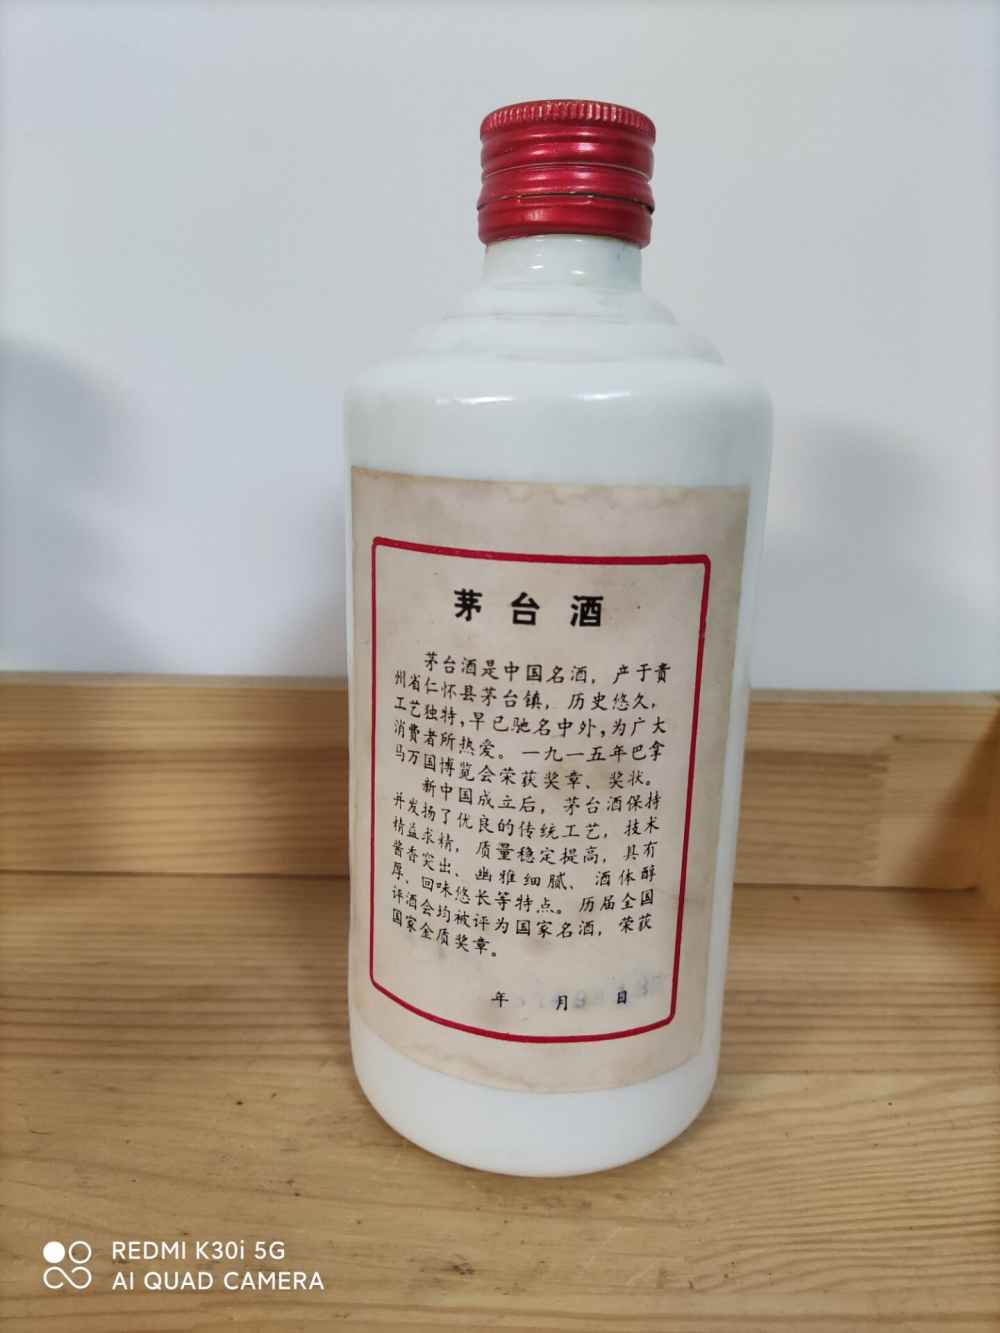 茅台酒
茅台酒是中国名酒，产于贵
州省仁怀县茅台镇，历史悠久，
工艺独特，早已驰名中外，为广大
消费者所热爱。一九一五年巴拿
马万国博览会荣获奖章、奖状。
新中国成立后，茅台酒保持
并发扬了优良的传统工艺，技术
精益求精，质量稳定提高，具有
酱香突出、幽雅细腻、酒体醇
厚、回味悠长等特点。历届全国
评酒会均被评为国家名酒，荣获
国家金质奖章。
年 月 日
REDMI K30i 5G
AI QUAD CAMERA